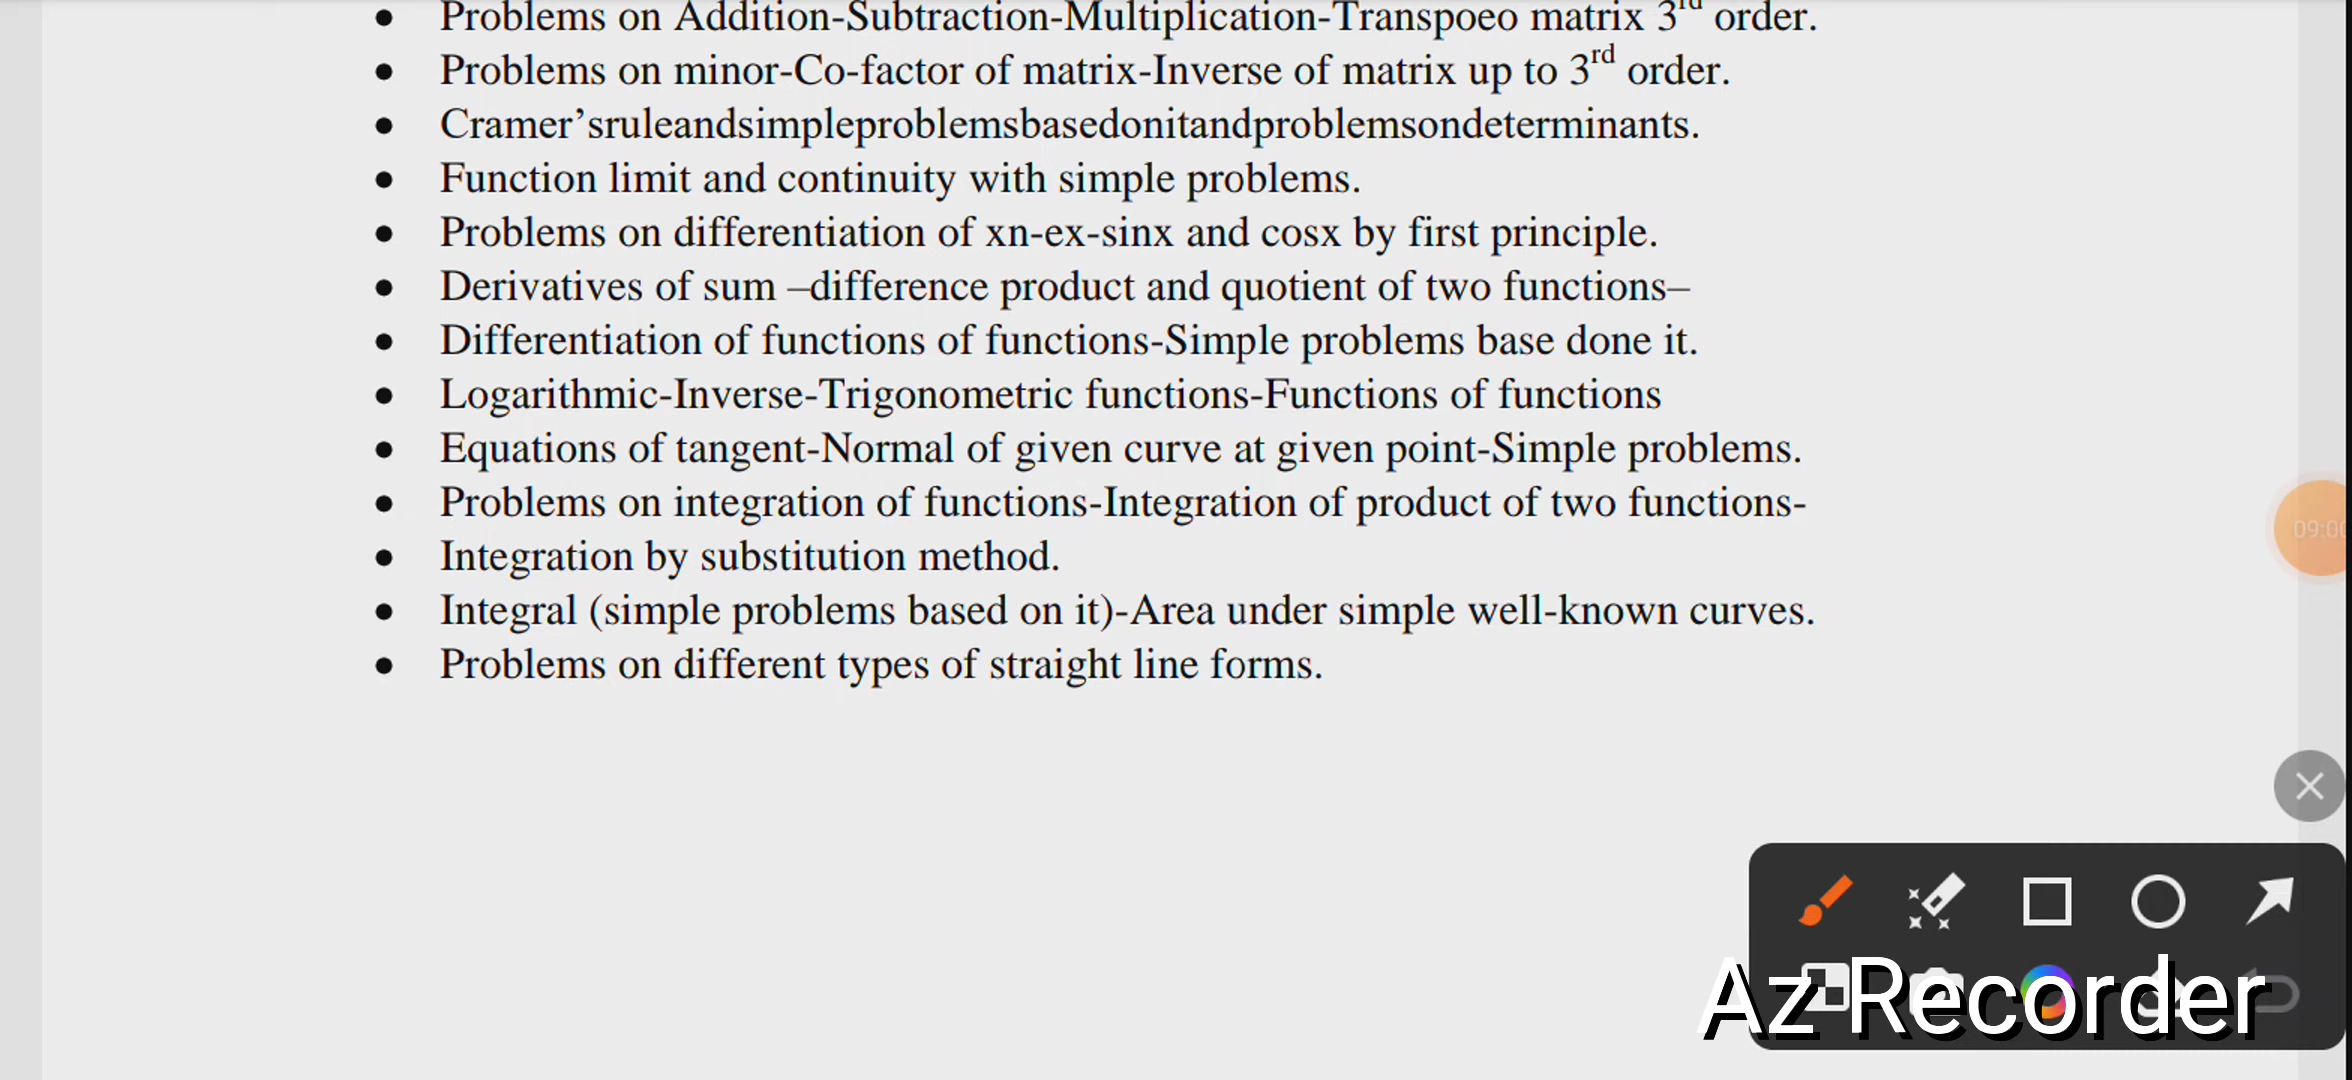 • Problems on Addition-Subtraction-Multiplication-Transpoeo matrix 3rd order.
• Problems on minor-Co-factor of matrix-Inverse of matrix up to 3rd order.
• Cramer’sruleandsimpleproblemsbasedonitandproblemsondeterminants.
• Function limit and continuity with simple problems.
• Problems on differentiation of xn-ex-sinx and cosx by first principle.
• Derivatives of sum –difference product and quotient of two functions–
• Differentiation of functions of functions-Simple problems base done it.
• Logarithmic-Inverse-Trigonometric functions-Functions of functions
• Equations of tangent-Normal of given curve at given point-Simple problems.
• Problems on integration of functions-Integration of product of two functions-
• Integration by substitution method.
• Integral (simple problems based on it)-Area under simple well-known curves.
• Problems on different types of straight line forms.
Az Recorder